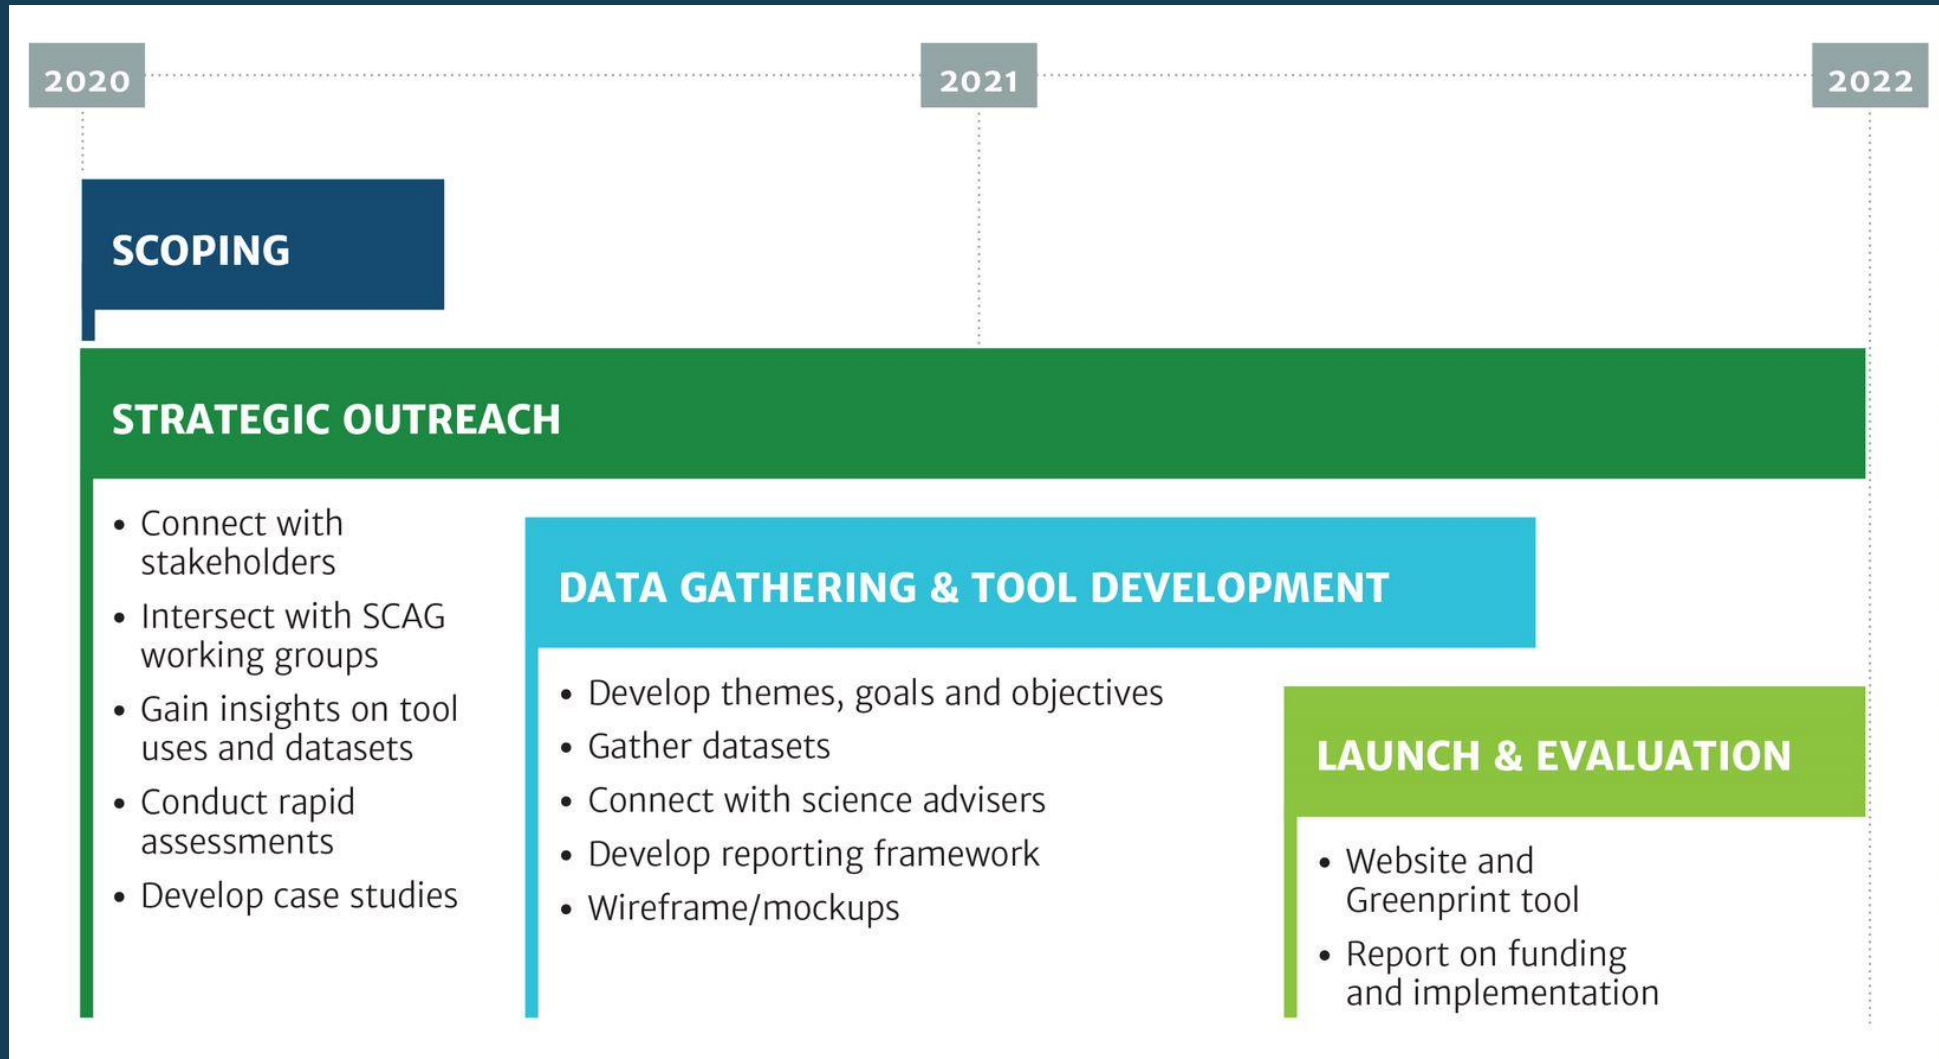 2020
2021
2022
SCOPING
STRATEGIC OUTREACH
• Connect with
stakeholders
• Intersect with SCAG
working groups
• Gain insights on tool
uses and datasets
• Conduct rapid
assessments
• Develop case studies
DATA GATHERING & TOOL DEVELOPMENT
• Develop themes, goals and objectives
• Gather datasets
• Connect with science advisers
• Develop reporting framework
• Wireframe/mockups
LAUNCH & EVALUATION
• Website and
Greenprint tool
• Report on funding
and implementation